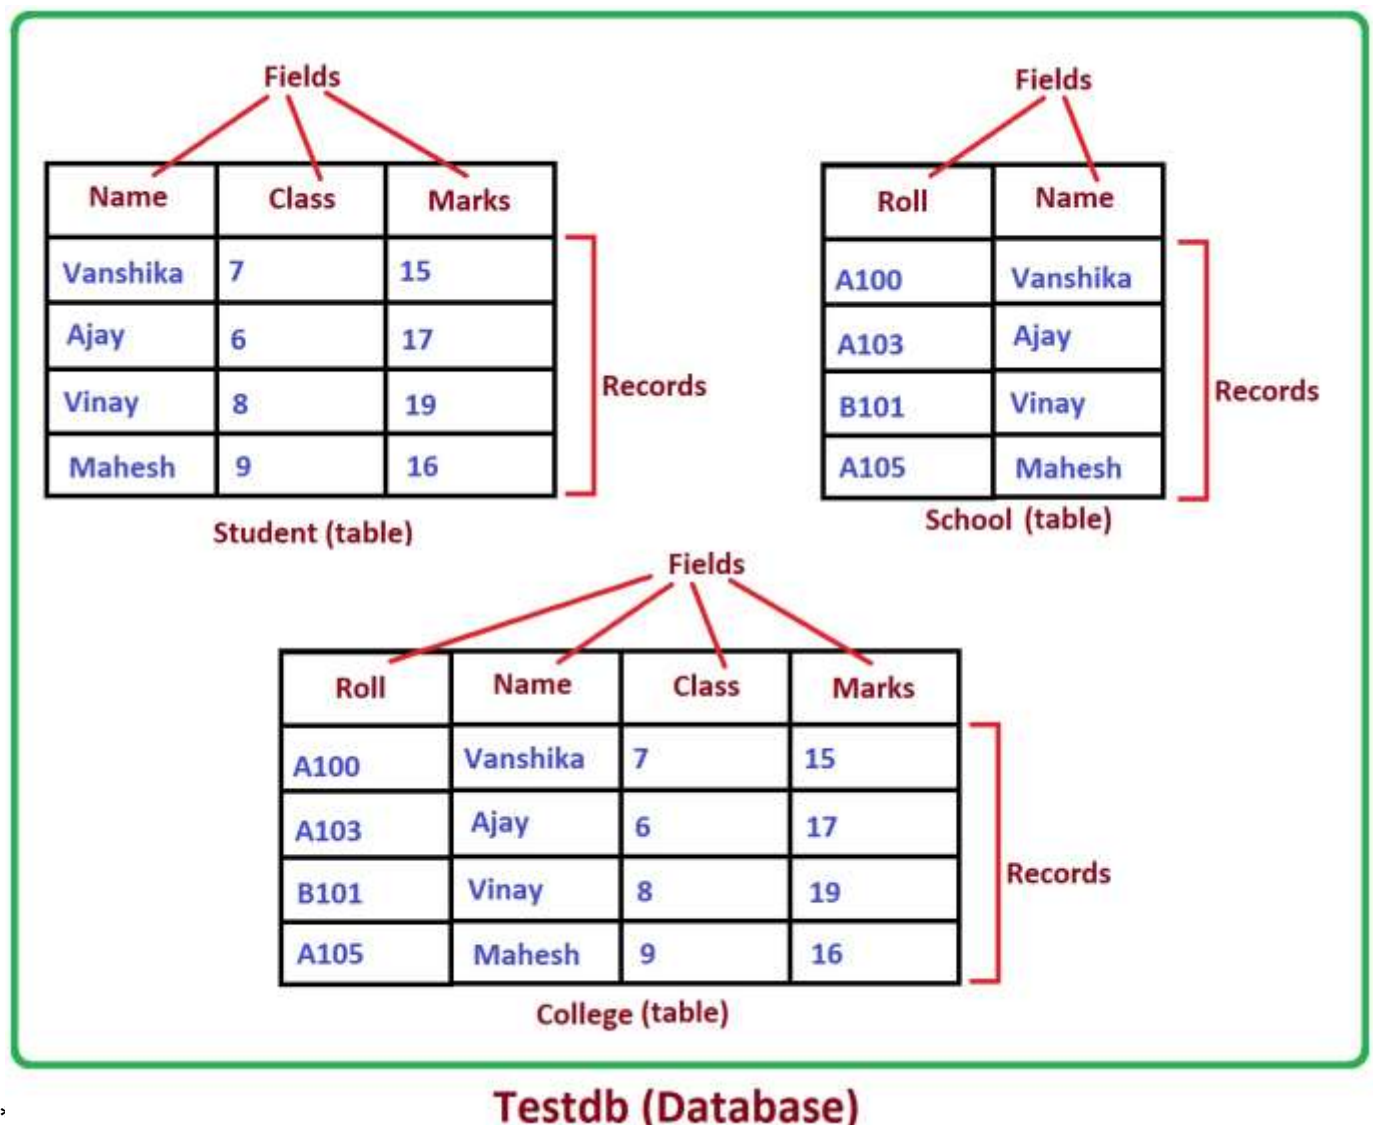 Fields
Name Class Marks
Vanshika 7 15
Ajay 6 17
Vinay 8 19
Mahesh 9 16
Records
Student (table)
Fields
Roll Name
A100 Vanshika
A103 Ajay
B101 Vinay
A105 Mahesh
Records
School (table)
Fields
Roll Name Class Marks
A100 Vanshika 7 15
A103 Ajay 6 17
B101 Vinay 8 19
A105 Mahesh 9 16
Records
College (table)
Testdb (Database)